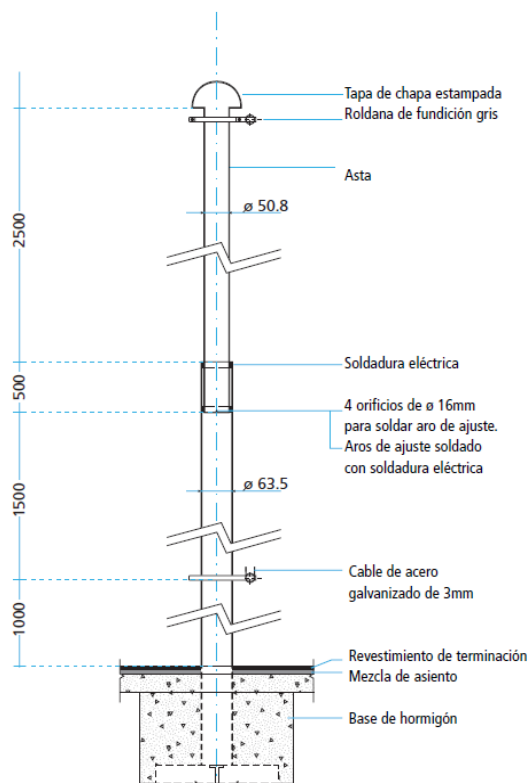 Tapa de chapa estampada
Roldana de fundición gris
Asta
ø 50.8
2500
Soldadura eléctrica
500
4 orificios de ø 16mm
para soldar aro de ajuste.
Aros de ajuste soldado
con soldadura eléctrica
1500
ø 63.5
Cable de acero
galvanizado de 3mm
1000
Revestimiento de terminación
Mezcla de asiento
Base de hormigón